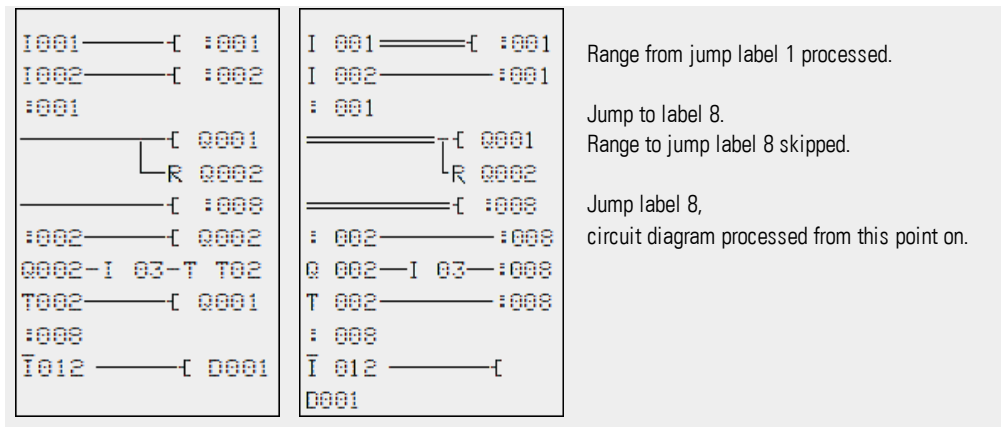 I001-[ :001
I002-[ :002
:001
-[ Q001
R Q002
-[ :008
:002-[ Q002
Q002-I 03-T T02
T002-[ Q001
:008
I̅012 -[ D001
I 001=[ :001
I 002-:001
: 001
=[ Q001
R Q002
=[ :008
: 002-:008
Q 002-I 03-:008
T 002-:008
: 008
I̅ 012 -[
D001
Range from jump label 1 processed.
Jump to label 8.
Range to jump label 8 skipped.
Jump label 8,
circuit diagram processed from this point on.